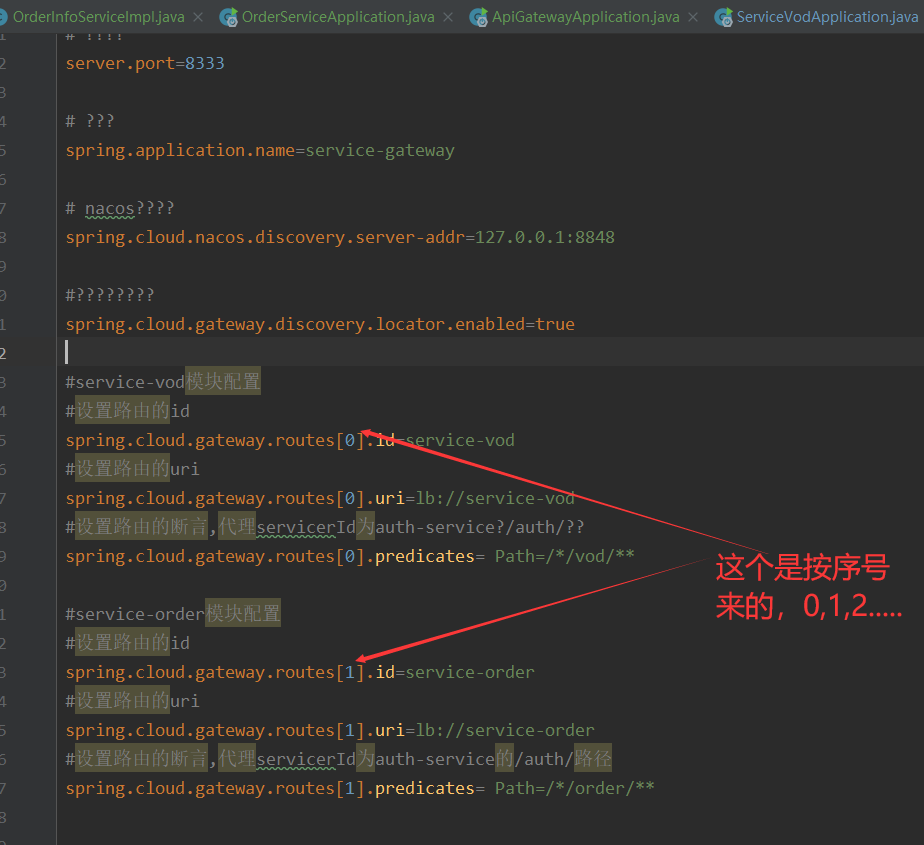 OrderInfoServiceImpl.java × OrderServiceApplication.java × ApiGatewayApplication.java × ServiceVodApplication.java
# ????
server.port=8333
# ???
spring.application.name=service-gateway
# nacos????
spring.cloud.nacos.discovery.server-addr=127.0.0.1:8848
#????????
spring.cloud.gateway.discovery.locator.enabled=true
#service-vod模块配置
#设置路由的id
spring.cloud.gateway.routes[0].id=service-vod
#设置路由的uri
spring.cloud.gateway.routes[0].uri=lb://service-vod
#设置路由的断言,代理servicerId为auth-service?/auth/??
spring.cloud.gateway.routes[0].predicates= Path=/*/vod/**
这个是按序号
来的，0,1,2.....
#service-order模块配置
#设置路由的id
spring.cloud.gateway.routes[1].id=service-order
#设置路由的uri
spring.cloud.gateway.routes[1].uri=lb://service-order
#设置路由的断言,代理servicerId为auth-service的/auth/路径
spring.cloud.gateway.routes[1].predicates= Path=/*/order/**